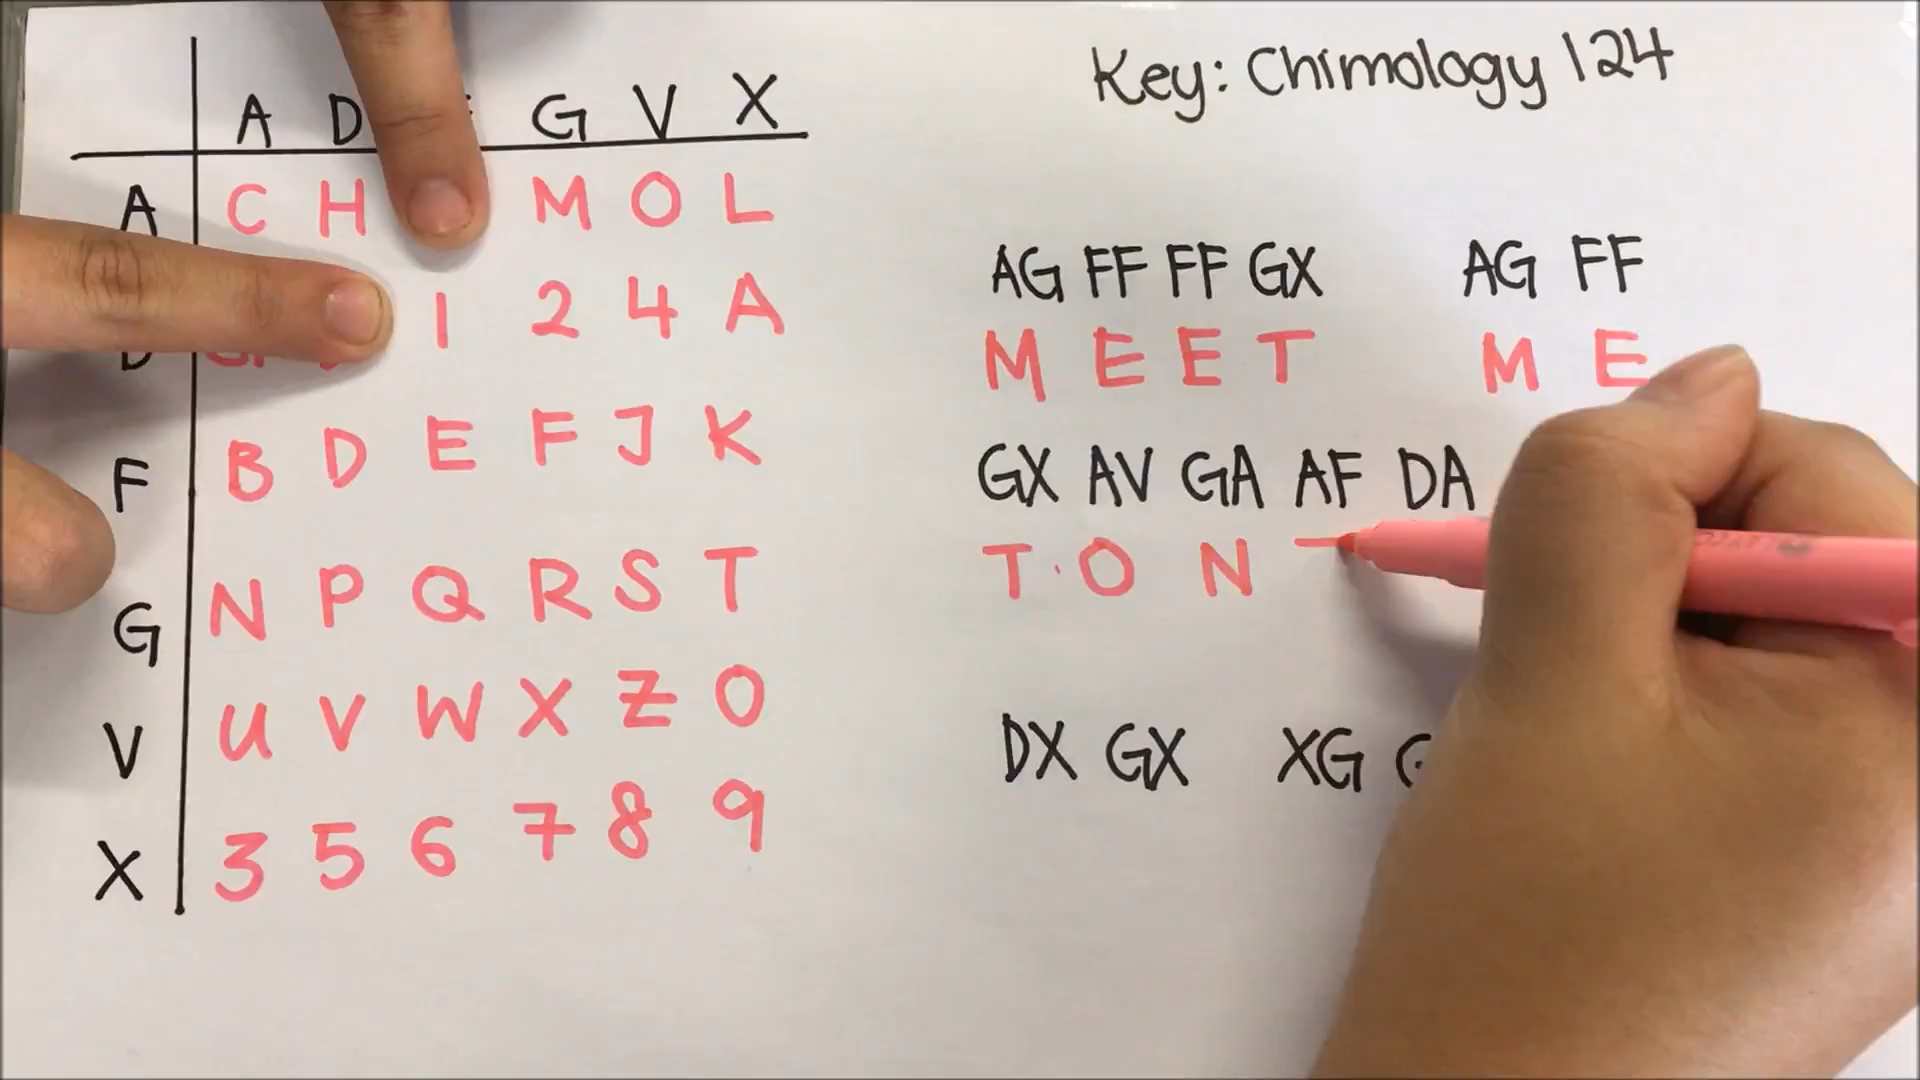 Key: Chimology 124
A D G V X
A C H M O L
1 2 4 A
F B D E F J K
G N P Q R S T
V U V W X Z 0
X 3 5 6 7 8 9
AG FF FF GX AG FF
M E E T M E
GX AV GA AF DA
T O N
DX GX XG